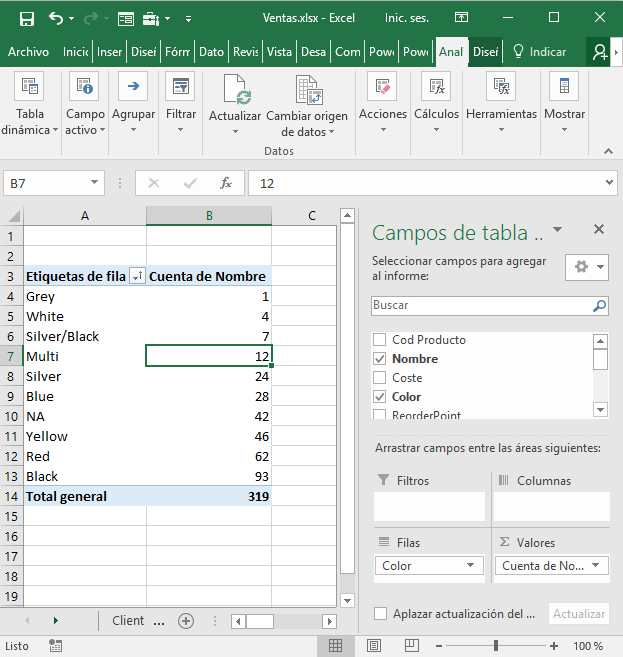 Ventas.xlsx - Excel
Inic. ses.
Archivo Inici Inser Diseí Fórm Dato Revis Vista Desa Com Powe Powe Anal Diseí Indicar
Tabla dinámica
Campo activo
Agrupar
Filtrar
Actualizar
Cambiar origen de datos
Datos
Acciones
Cálculos
Herramientas
Mostrar
B7
fx
12
A B C
1
2
3 Etiquetas de fila Cuenta de Nombre
4 Grey 1
5 White 4
6 Silver/Black 7
7 Multi 12
8 Silver 24
9 Blue 28
10 NA 42
11 Yellow 46
12 Red 62
13 Black 93
14 Total general 319
15
16
17
18
19
Client ...
Campos de tabla ..
Seleccionar campos para agregar
al informe:
Buscar
Cod Producto
Nombre
Coste
Color
ReorderPoint
Arrastrar campos entre las áreas siguientes:
Filtros
Columnas
Filas
Σ Valores
Color
Cuenta de No...
Aplazar actualización del ...
Actualizar
Listo
100 %